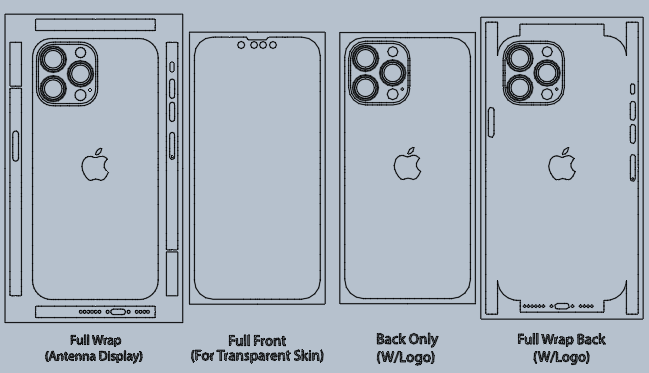 Full Wrap
(Antenna Display)
Full Front
(For Transparent Skin)
Back Only
(W/Logo)
Full Wrap Back
(W/Logo)